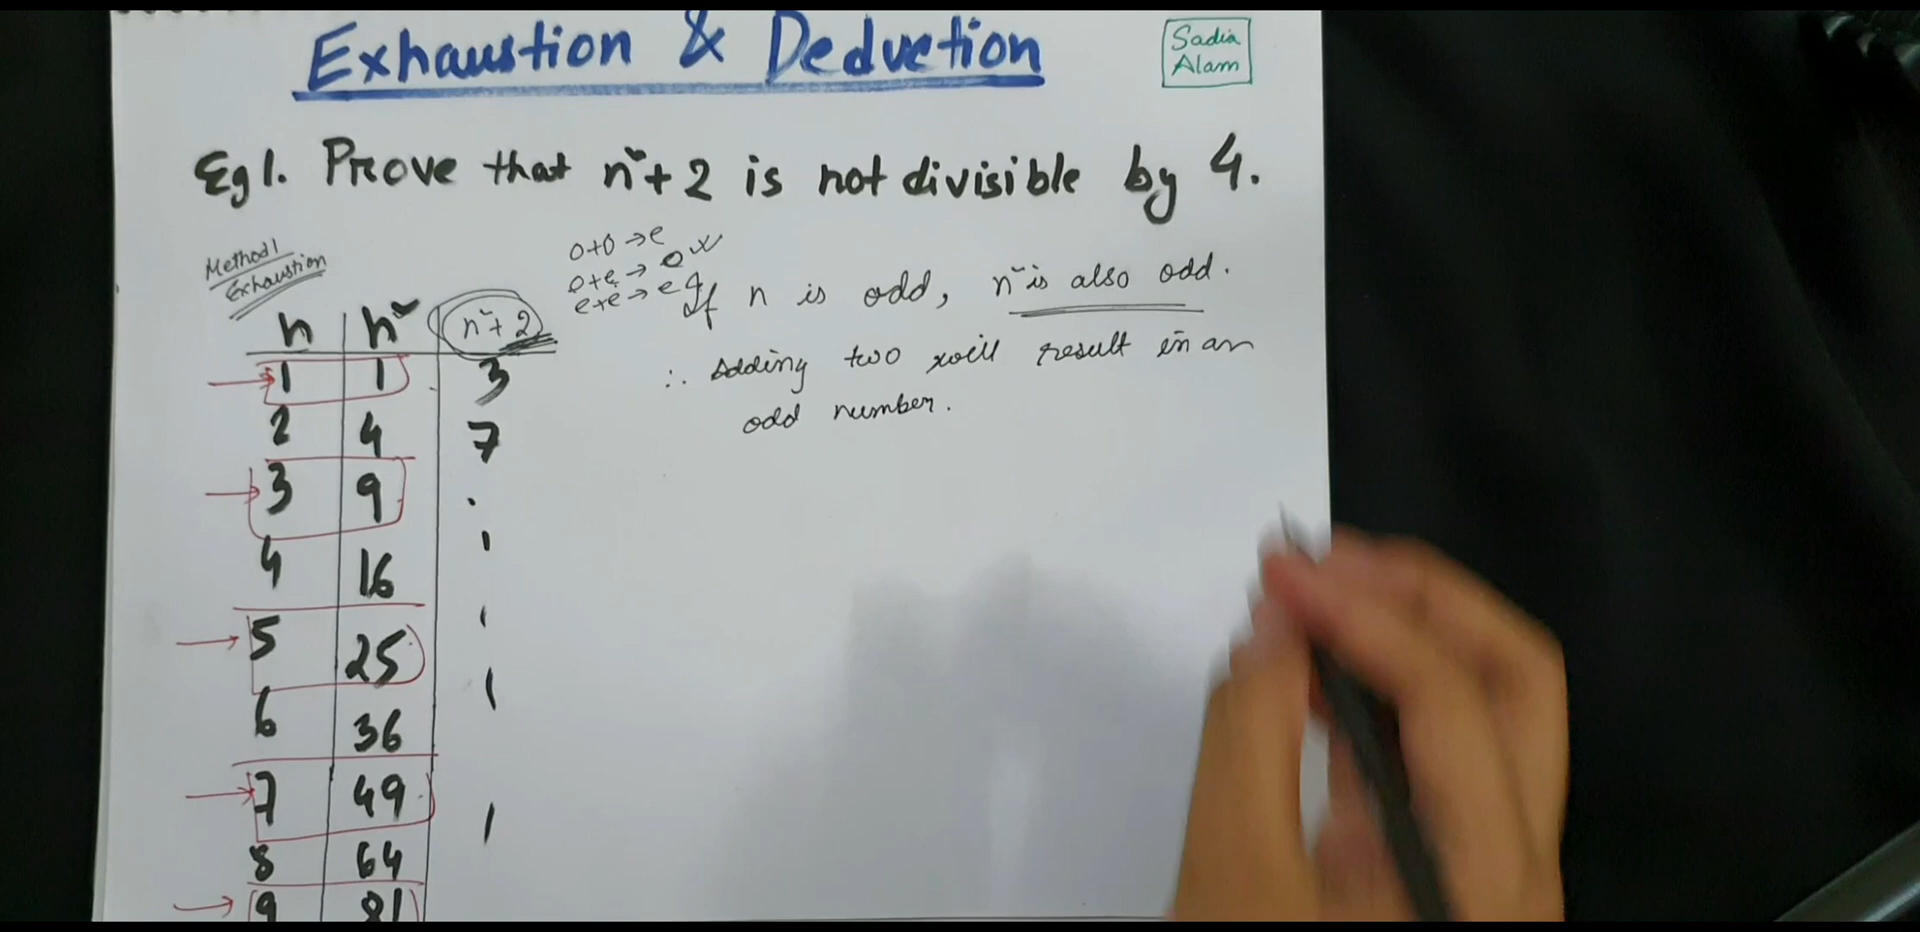 Exhaustion & Deduction
Sadia
Alam
Eg 1. Prove that n²+2 is not divisible by 4.
Method 1
Exhaustion
o+o → e
o+e → o
e+e → e
If n is odd, n² is also odd.
∴ Adding two will result in an
odd number.
n n² n²+2
1 1 3
2 4 7
3 9
4 16
5 25
6 36
7 49
8 64
9 81